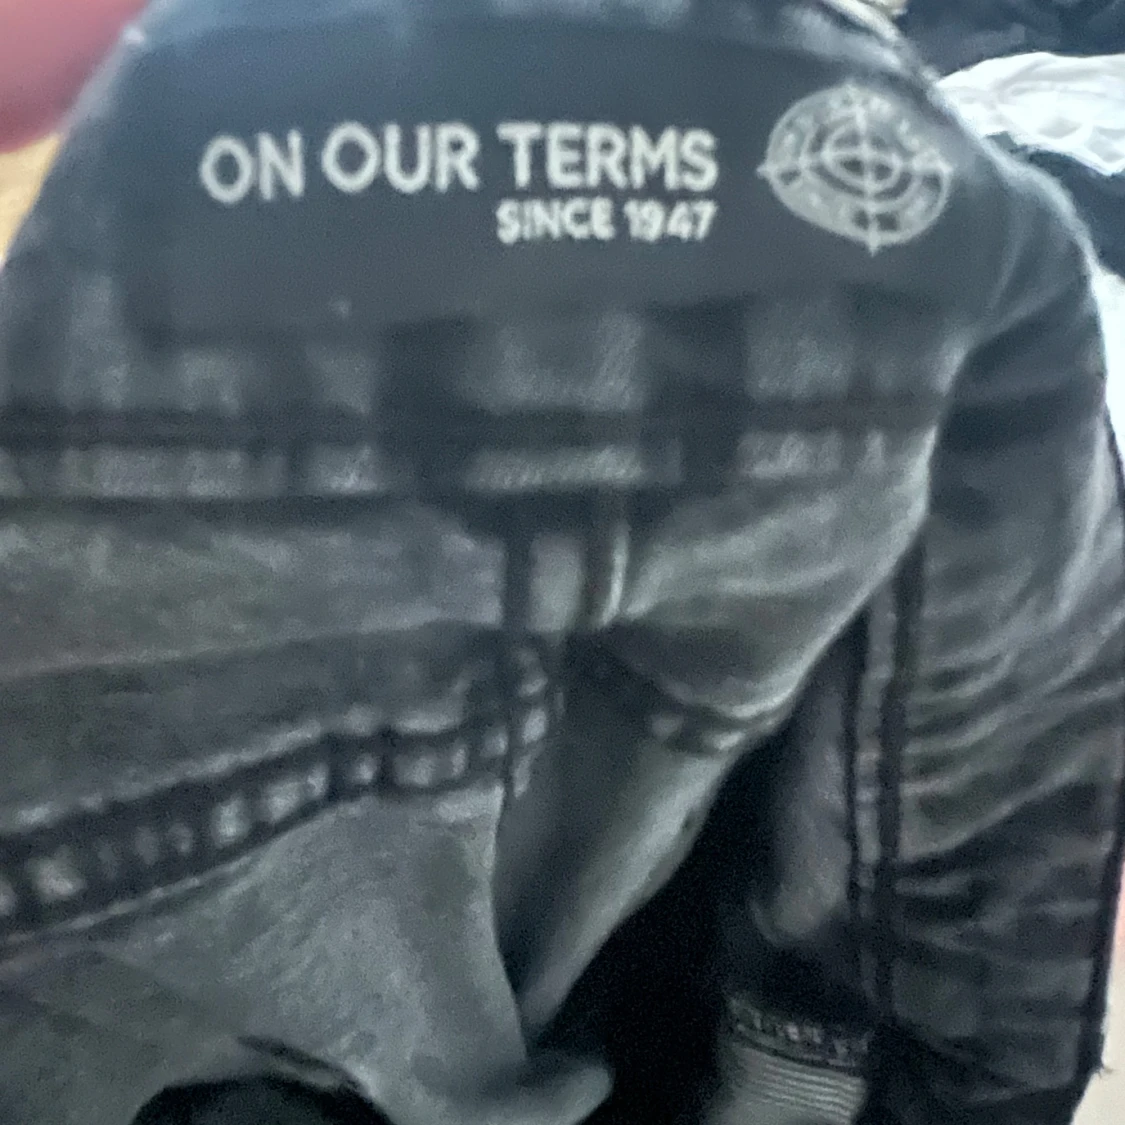 ON OUR TERMS
SINCE 1947